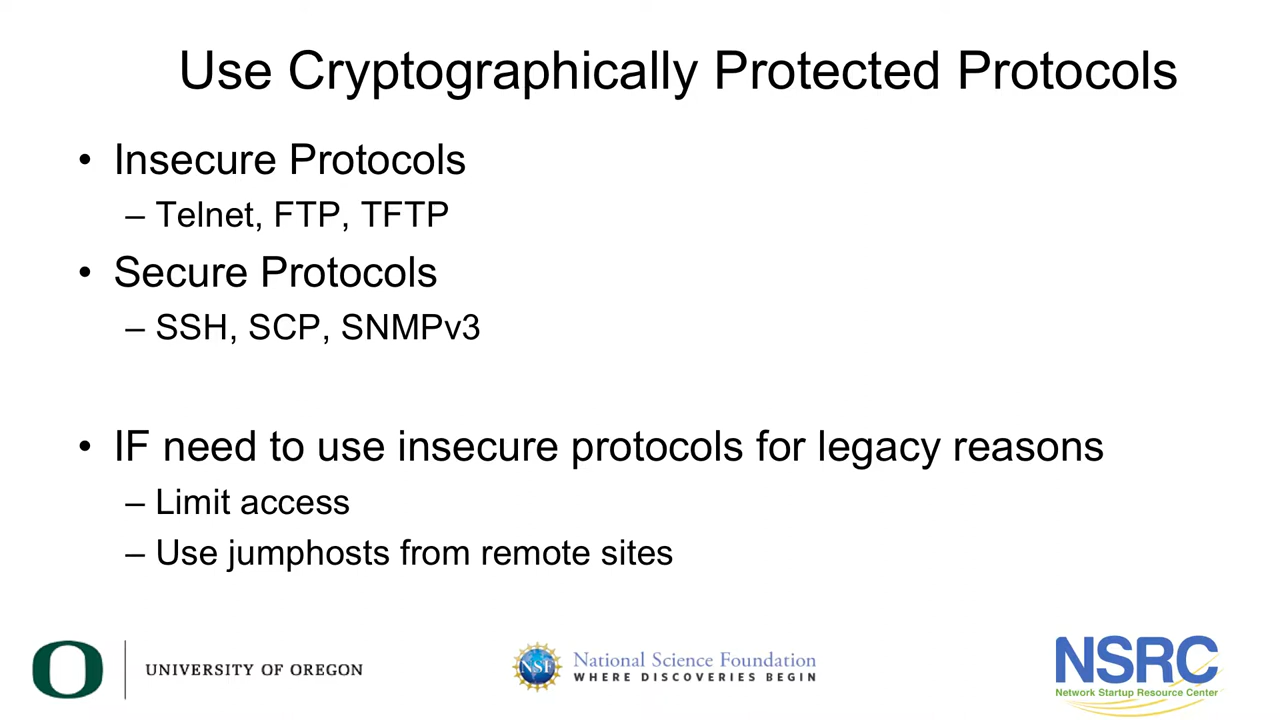 Use Cryptographically Protected Protocols
• Insecure Protocols
– Telnet, FTP, TFTP
• Secure Protocols
– SSH, SCP, SNMPv3
• IF need to use insecure protocols for legacy reasons
– Limit access
– Use jumphosts from remote sites
O UNIVERSITY OF OREGON
NSF
National Science Foundation
WHERE DISCOVERIES BEGIN
NSRC
Network Startup Resource Center